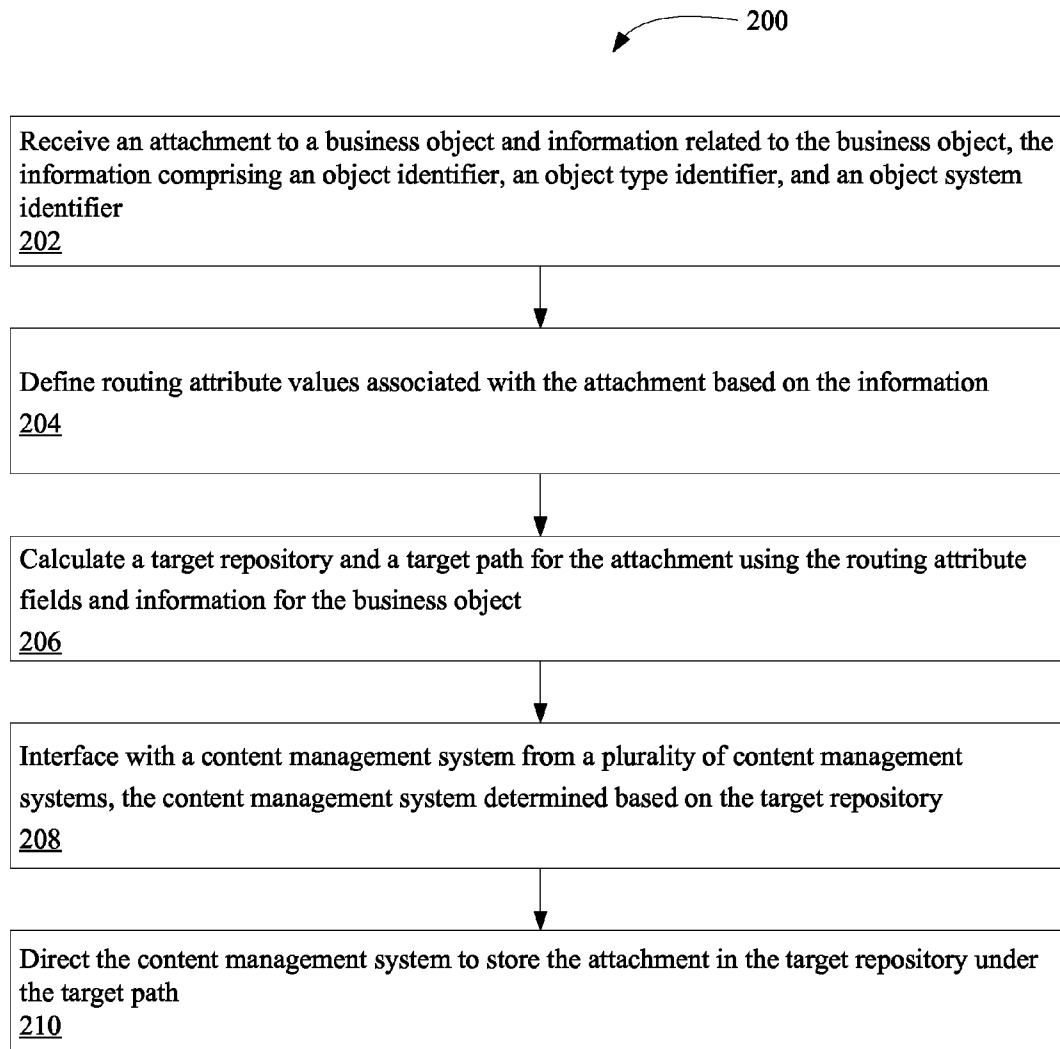 200
Receive an attachment to a business object and information related to the business object, the
information comprising an object identifier, an object type identifier, and an object system
identifier
202
Define routing attribute values associated with the attachment based on the information
204
Calculate a target repository and a target path for the attachment using the routing attribute
fields and information for the business object
206
Interface with a content management system from a plurality of content management
systems, the content management system determined based on the target repository
208
Direct the content management system to store the attachment in the target repository under
the target path
210